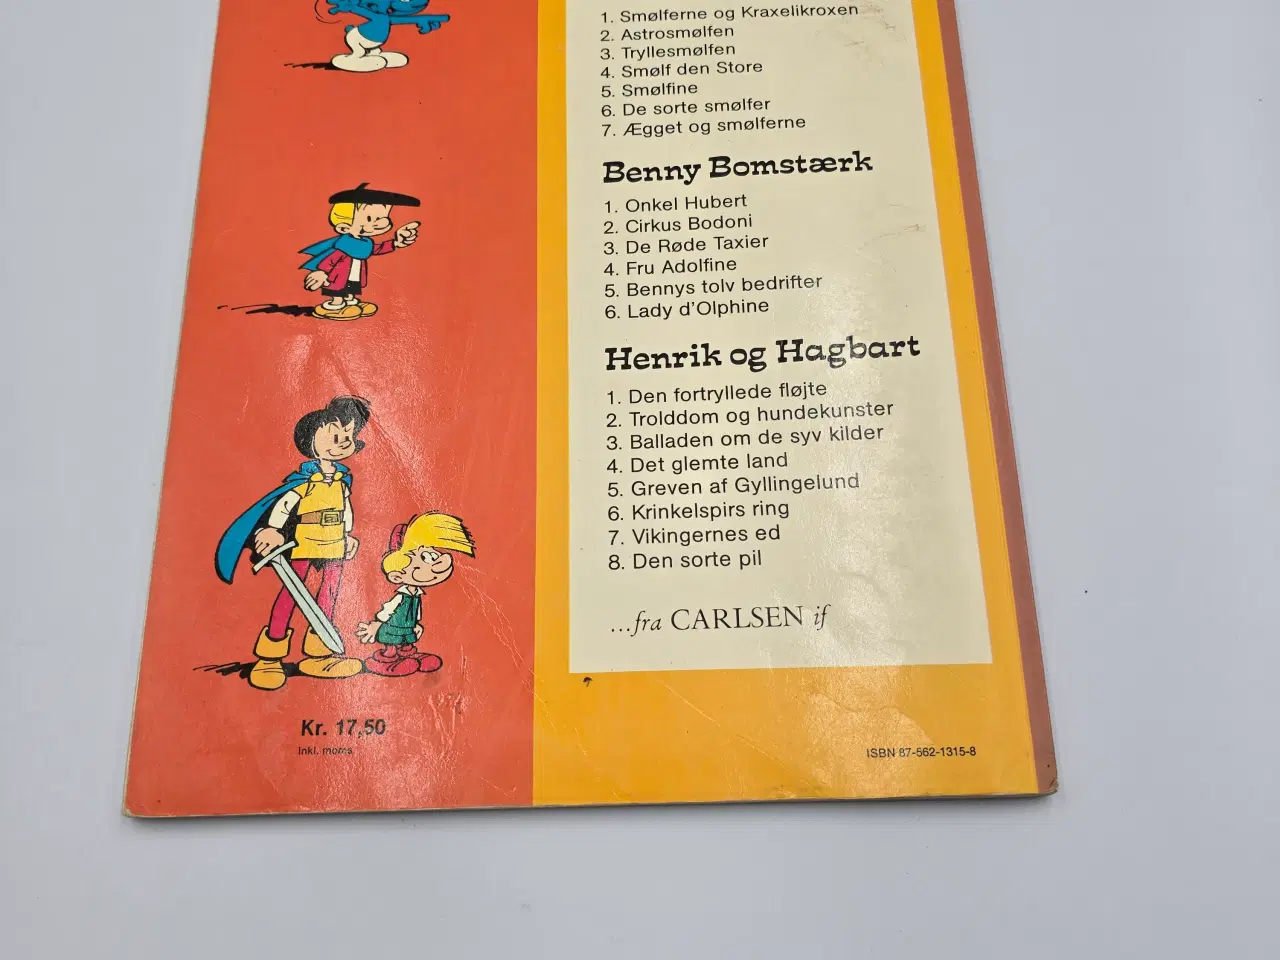 1. Smølferne og Kraxelikroxen
2. Astrosmølfen
3. Tryllesmølfen
4. Smølf den Store
5. Smølfine
6. De sorte smølfer
7. Ægget og smølferne
Benny Bomstærk
1. Onkel Hubert
2. Cirkus Bodoni
3. De Røde Taxier
4. Fru Adolfine
5. Bennys tolv bedrifter
6. Lady d'Olphine
Henrik og Hagbart
1. Den fortryllede fløjte
2. Trolddom og hundekunster
3. Balladen om de syv kilder
4. Det glemte land
5. Greven af Gyllingelund
6. Krinkelspirs ring
7. Vikingernes ed
8. Den sorte pil
...fra CARLSEN if
Kr. 17,50
Inkl. moms
ISBN 87-562-1315-8